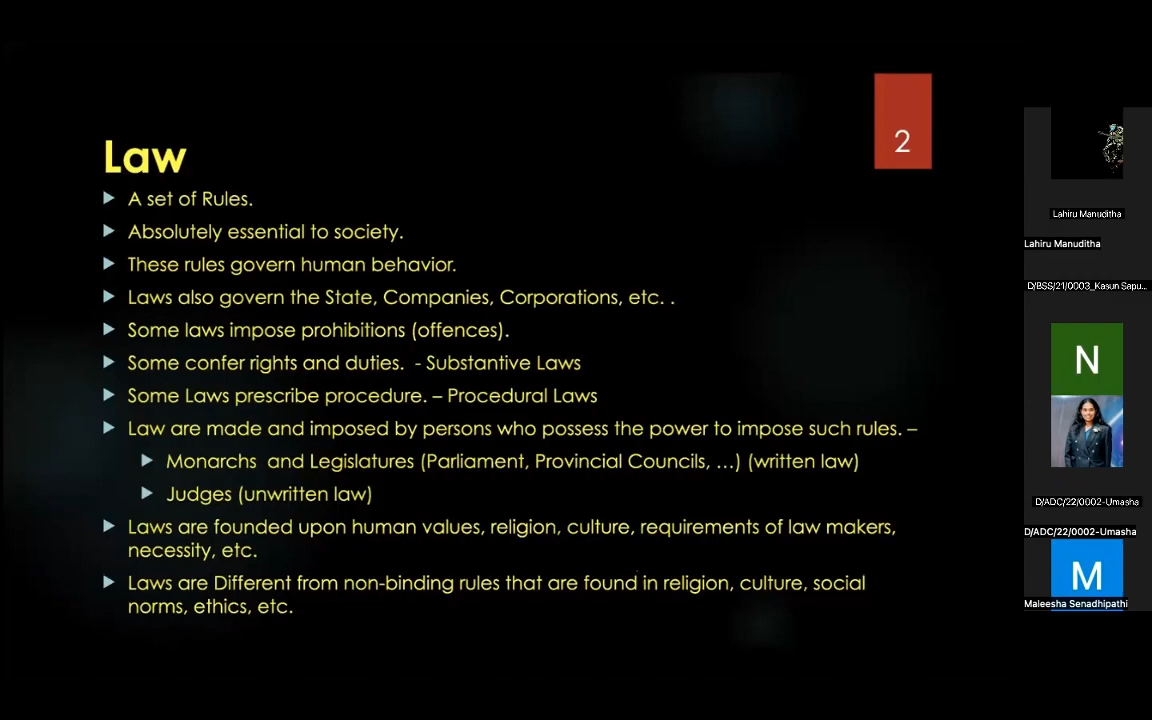 2
Law
A set of Rules.
Absolutely essential to society.
These rules govern human behavior.
Laws also govern the State, Companies, Corporations, etc. .
Some laws impose prohibitions (offences).
Some confer rights and duties. - Substantive Laws
Some Laws prescribe procedure. – Procedural Laws
Law are made and imposed by persons who possess the power to impose such rules. –
Monarchs and Legislatures (Parliament, Provincial Councils, …) (written law)
Judges (unwritten law)
Laws are founded upon human values, religion, culture, requirements of law makers,
necessity, etc.
Laws are Different from non-binding rules that are found in religion, culture, social
norms, ethics, etc.
Lahiru Manuditha
Lahiru Manuditha
D/BSS/21/0003_Kasun Sapu...
N
D/ADC/22/0002-Umasha
D/ADC/22/0002-Umasha
M
Maleesha Senadhipathi